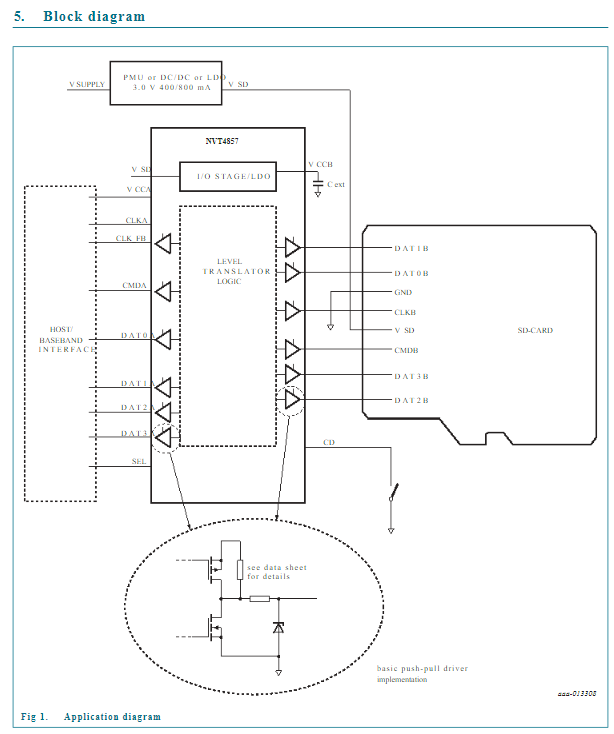 5. Block diagram
PMU or DC/DC or LDO
3.0 V 400/800 mA
V SUPPLY
V SD
NVT4857
V SD
I/O STAGE/LDO
V CCB
C ext
V CCA
CLKA
CLK FB
CMDA
DAT0A
DAT1A
DAT2A
DAT3A
SEL
HOST/
BASEBAND
INTERFACE
LEVEL
TRANSLATOR
LOGIC
DAT1B
DAT0B
GND
CLKB
V SD
CMDB
DAT3B
DAT2B
SD-CARD
CD
see data sheet
for details
basic push-pull driver
implementation
aaa-013308
Fig 1. Application diagram